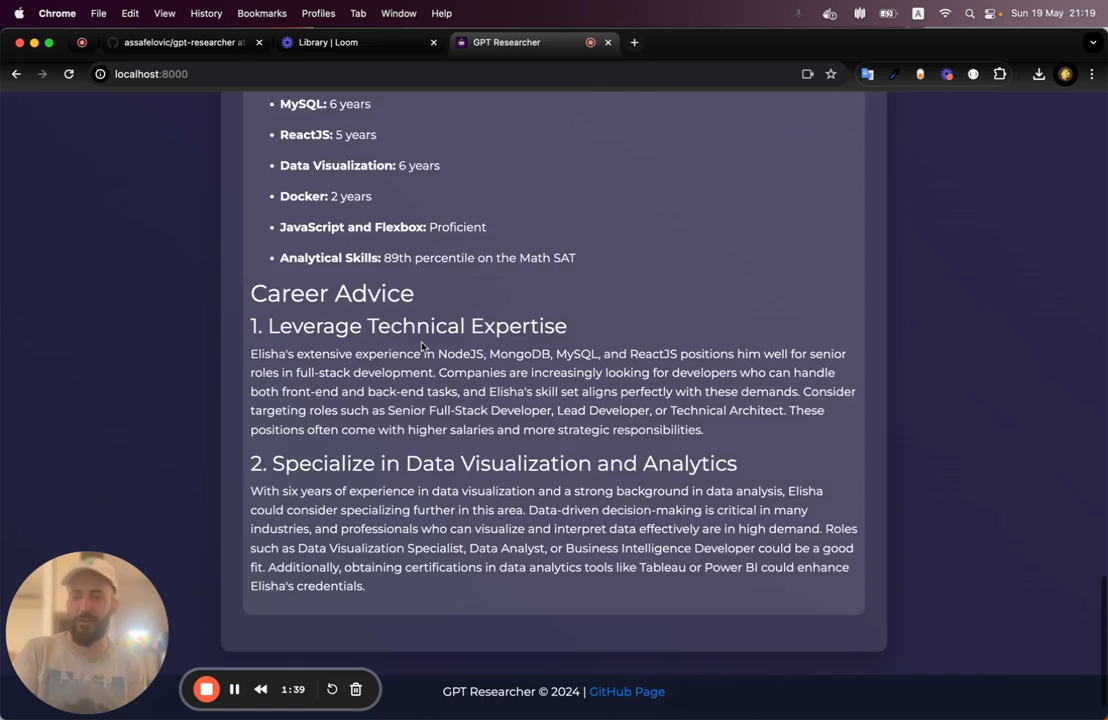 Chrome File Edit View History Bookmarks Profiles Tab Window Help A Sun 19 May 21:19
assafelovic/gpt-researcher at Library | Loom GPT Researcher
localhost:8000
• MySQL: 6 years
• ReactJS: 5 years
• Data Visualization: 6 years
• Docker: 2 years
• JavaScript and Flexbox: Proficient
• Analytical Skills: 89th percentile on the Math SAT
Career Advice
1. Leverage Technical Expertise
Elisha's extensive experience in NodeJS, MongoDB, MySQL, and ReactJS positions him well for senior
roles in full-stack development. Companies are increasingly looking for developers who can handle
both front-end and back-end tasks, and Elisha's skill set aligns perfectly with these demands. Consider
targeting roles such as Senior Full-Stack Developer, Lead Developer, or Technical Architect. These
positions often come with higher salaries and more strategic responsibilities.
2. Specialize in Data Visualization and Analytics
With six years of experience in data visualization and a strong background in data analysis, Elisha
could consider specializing further in this area. Data-driven decision-making is critical in many
industries, and professionals who can visualize and interpret data effectively are in high demand. Roles
such as Data Visualization Specialist, Data Analyst, or Business Intelligence Developer could be a good
fit. Additionally, obtaining certifications in data analytics tools like Tableau or Power BI could enhance
Elisha's credentials.
1:39
GPT Researcher © 2024 | GitHub Page